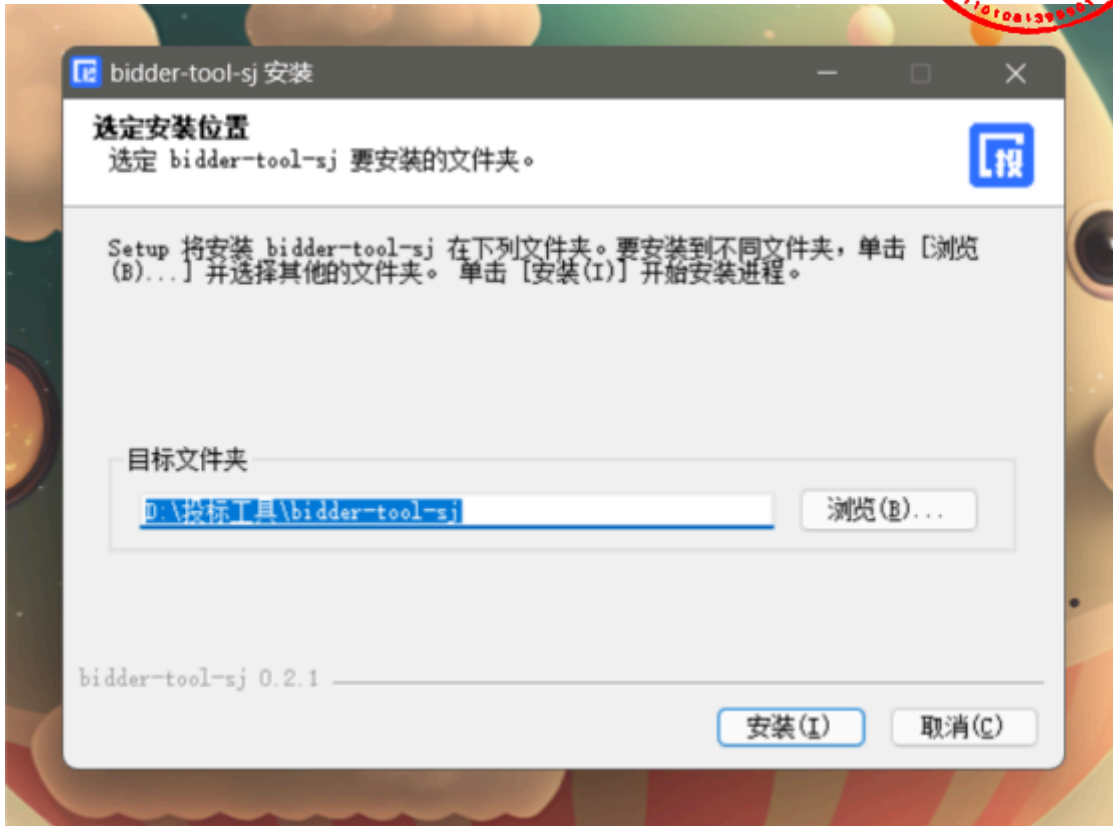 bidder-tool-sj 安装
选定安装位置
选定 bidder-tool-sj 要安装的文件夹。
投
Setup 将安装 bidder-tool-sj 在下列文件夹。要安装到不同文件夹，单击 [浏览
(B)...] 并选择其他的文件夹。 单击 [安装(I)] 开始安装进程。
目标文件夹
D:\投标工具\bidder-tool-sj
浏览(B)...
bidder-tool-sj 0.2.1
安装(I)
取消(C)